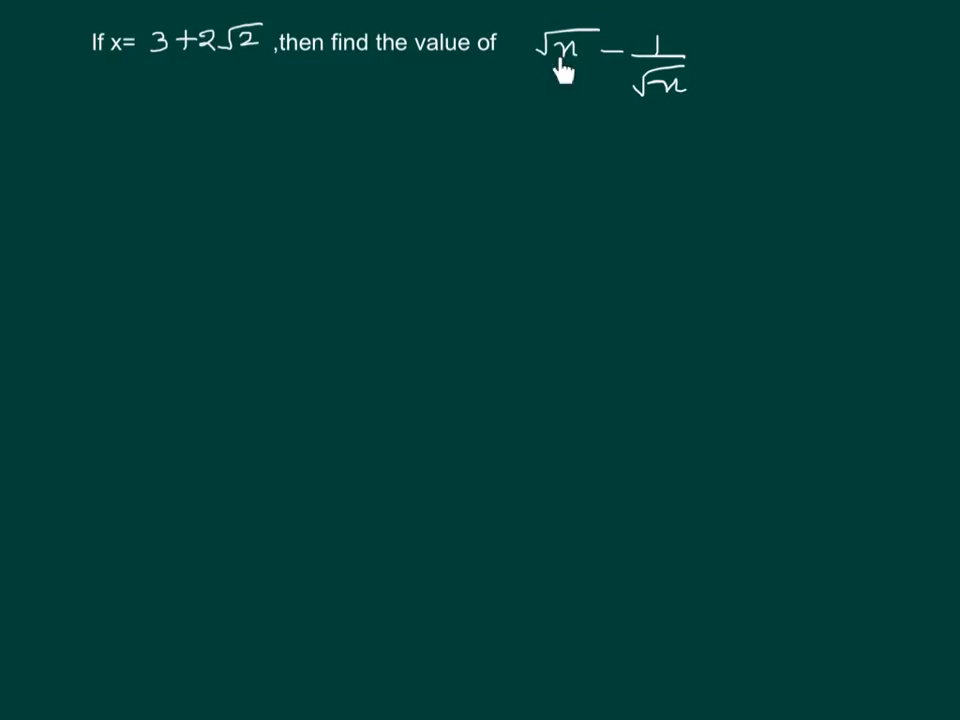 If x= 3+2√2 ,then find the value of √x − 1/√x